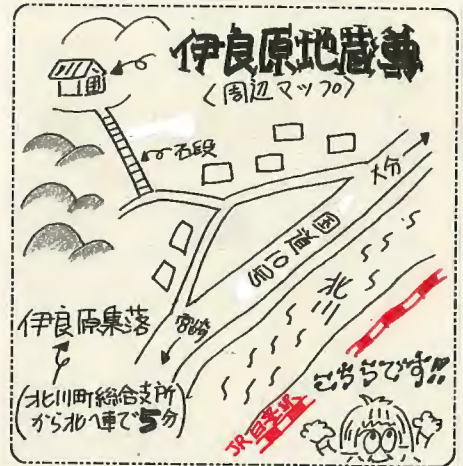 伊良原地蔵尊
〈周辺マップ〉
石段
大分
国道10号
北川
宮崎
伊良原集落
(北川町総合支所
から北へ車で5分)
こちらです!!
JR日豊線